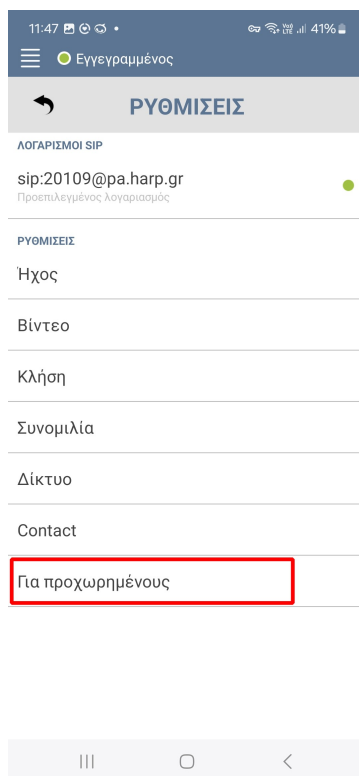 11:47 41%
Εγγεγραμμένος
ΡΥΘΜΙΣΕΙΣ
ΛΟΓΑΡΙΣΜΟΙ SIP
sip:20109@pa.harp.gr
Προεπιλεγμένος λογαριασμός
ΡΥΘΜΙΣΕΙΣ
Ήχος
Βίντεο
Κλήση
Συνομιλία
Δίκτυο
Contact
Για προχωρημένους